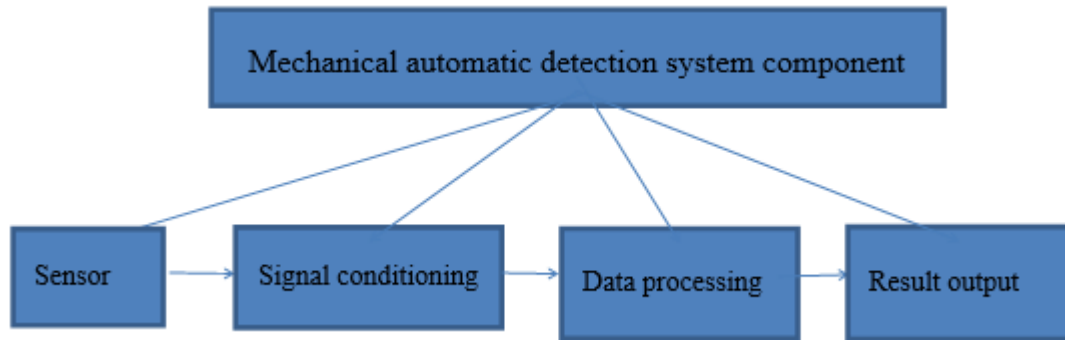 Mechanical automatic detection system component
Sensor
Signal conditioning
Data processing
Result output